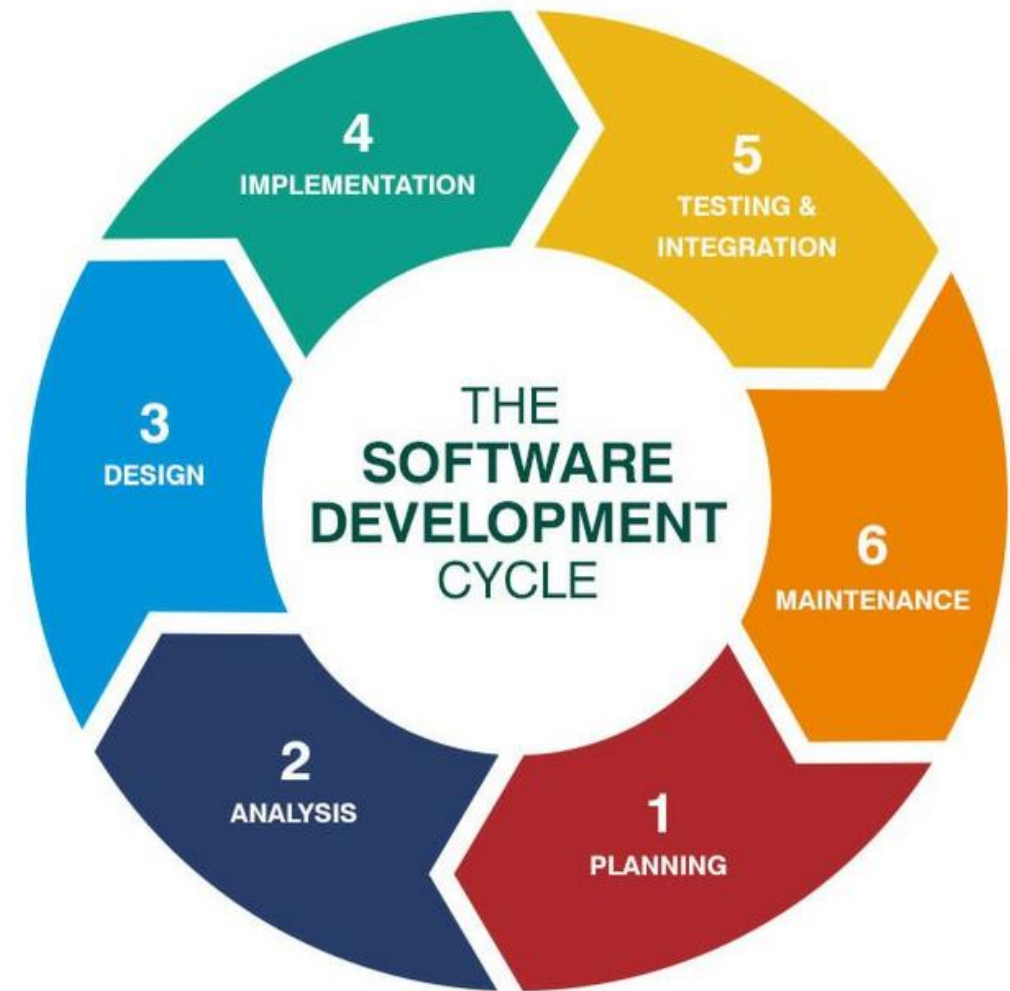 THE
SOFTWARE
DEVELOPMENT
CYCLE
1
PLANNING
2
ANALYSIS
3
DESIGN
4
IMPLEMENTATION
5
TESTING &
INTEGRATION
6
MAINTENANCE